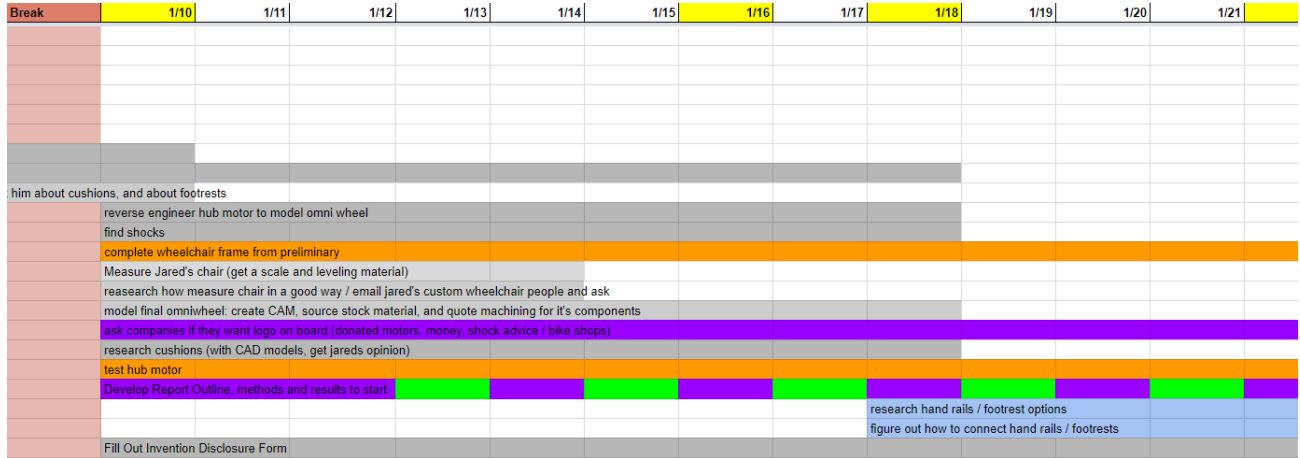 Break 1/10 1/11 1/12 1/13 1/14 1/15 1/16 1/17 1/18 1/19 1/20 1/21
him about cushions, and about footrests
reverse engineer hub motor to model omni wheel
find shocks
complete wheelchair frame from preliminary
Measure Jared's chair (get a scale and leveling material)
reasearch how measure chair in a good way / email jared's custom wheelchair people and ask
model final omniwheel: create CAM, source stock material, and quote machining for it's components
ask companies if they want logo on board (donated motors, money, shock advice / bike shops)
research cushions (with CAD models, get jareds opinion)
test hub motor
Develop Report Outline, methods and results to start
research hand rails / footrest options
figure out how to connect hand rails / footrests
Fill Out Invention Disclosure Form